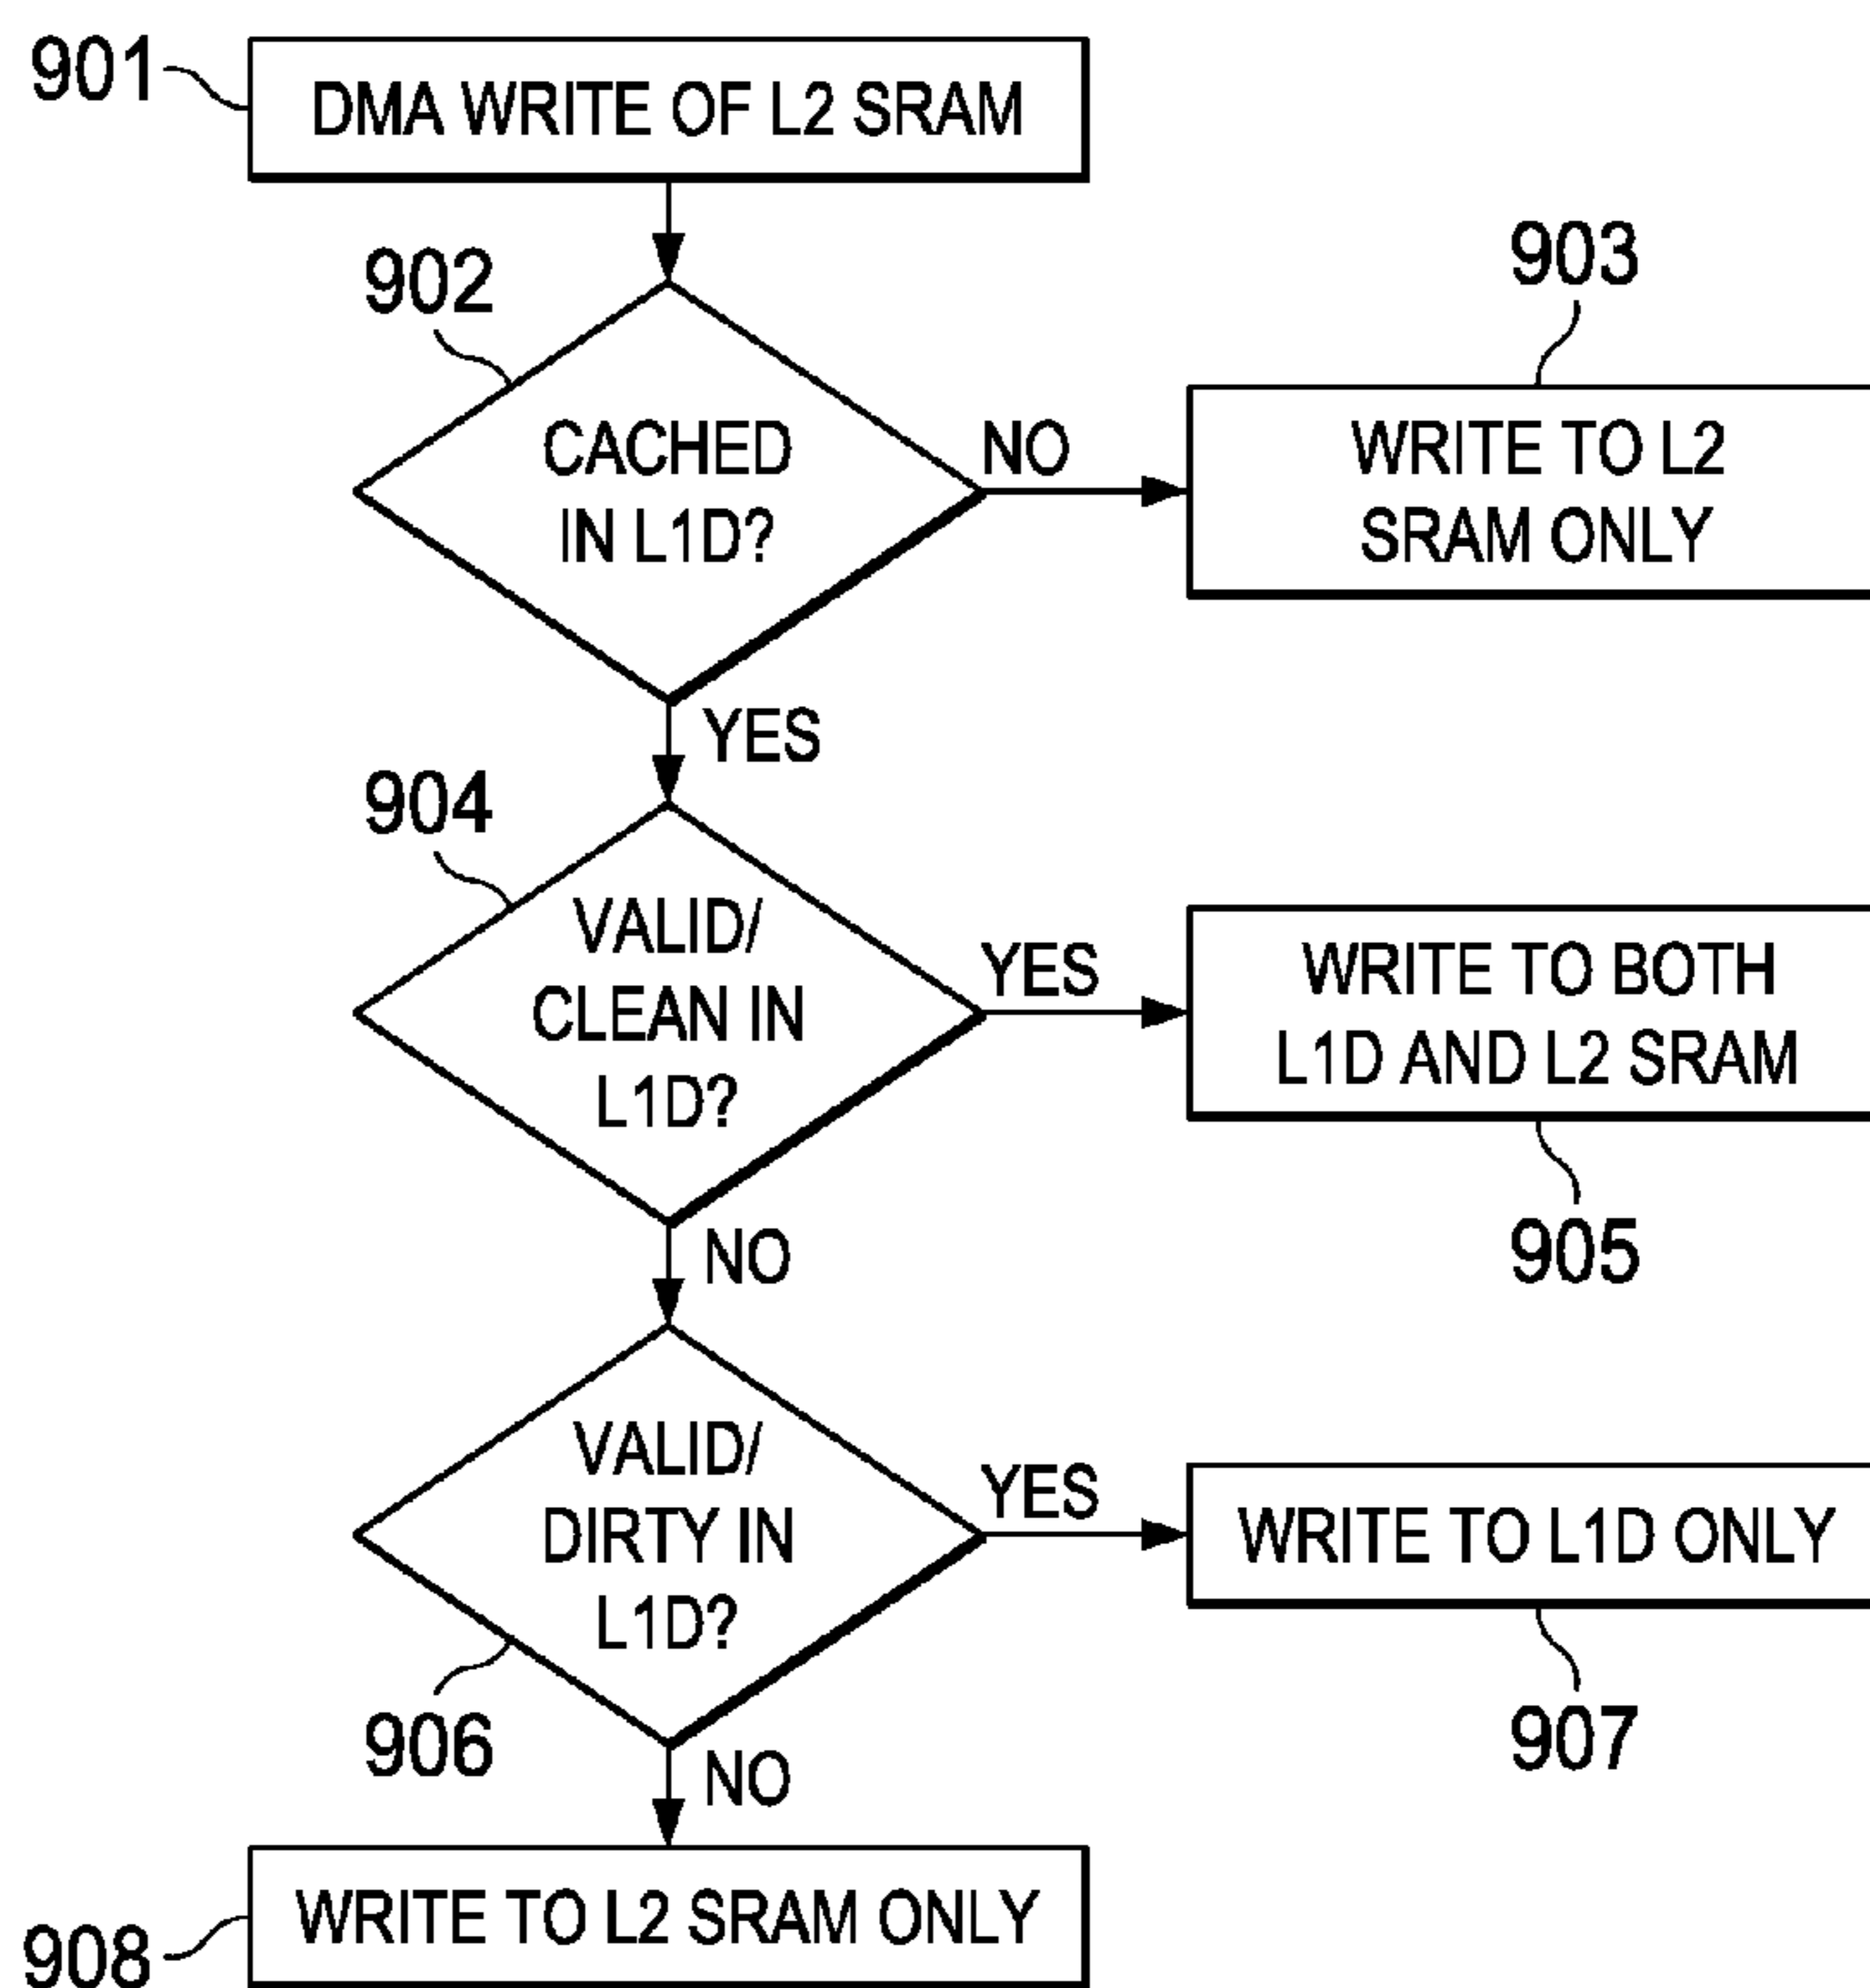 901
DMA WRITE OF L2 SRAM
902
CACHED
IN L1D?
NO
903
WRITE TO L2
SRAM ONLY
YES
904
VALID/
CLEAN IN
L1D?
YES
WRITE TO BOTH
L1D AND L2 SRAM
905
NO
VALID/
DIRTY IN
L1D?
YES
WRITE TO L1D ONLY
906
907
NO
908
WRITE TO L2 SRAM ONLY